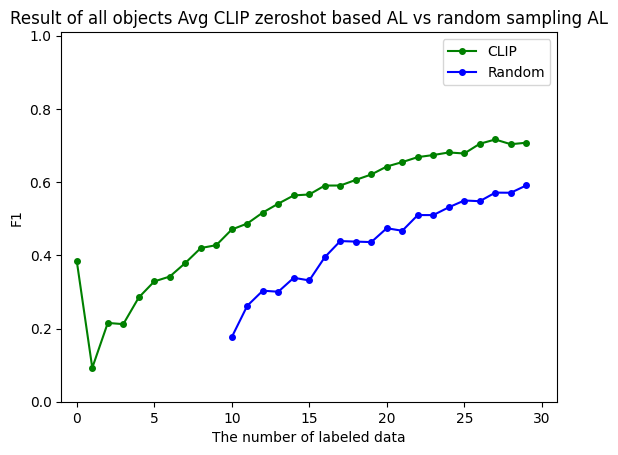 Result of all objects Avg CLIP zeroshot based AL vs random sampling AL
CLIP
Random
1.0
0.8
0.6
0.4
0.2
0.0
F1
0
5
10
15
20
25
30
The number of labeled data